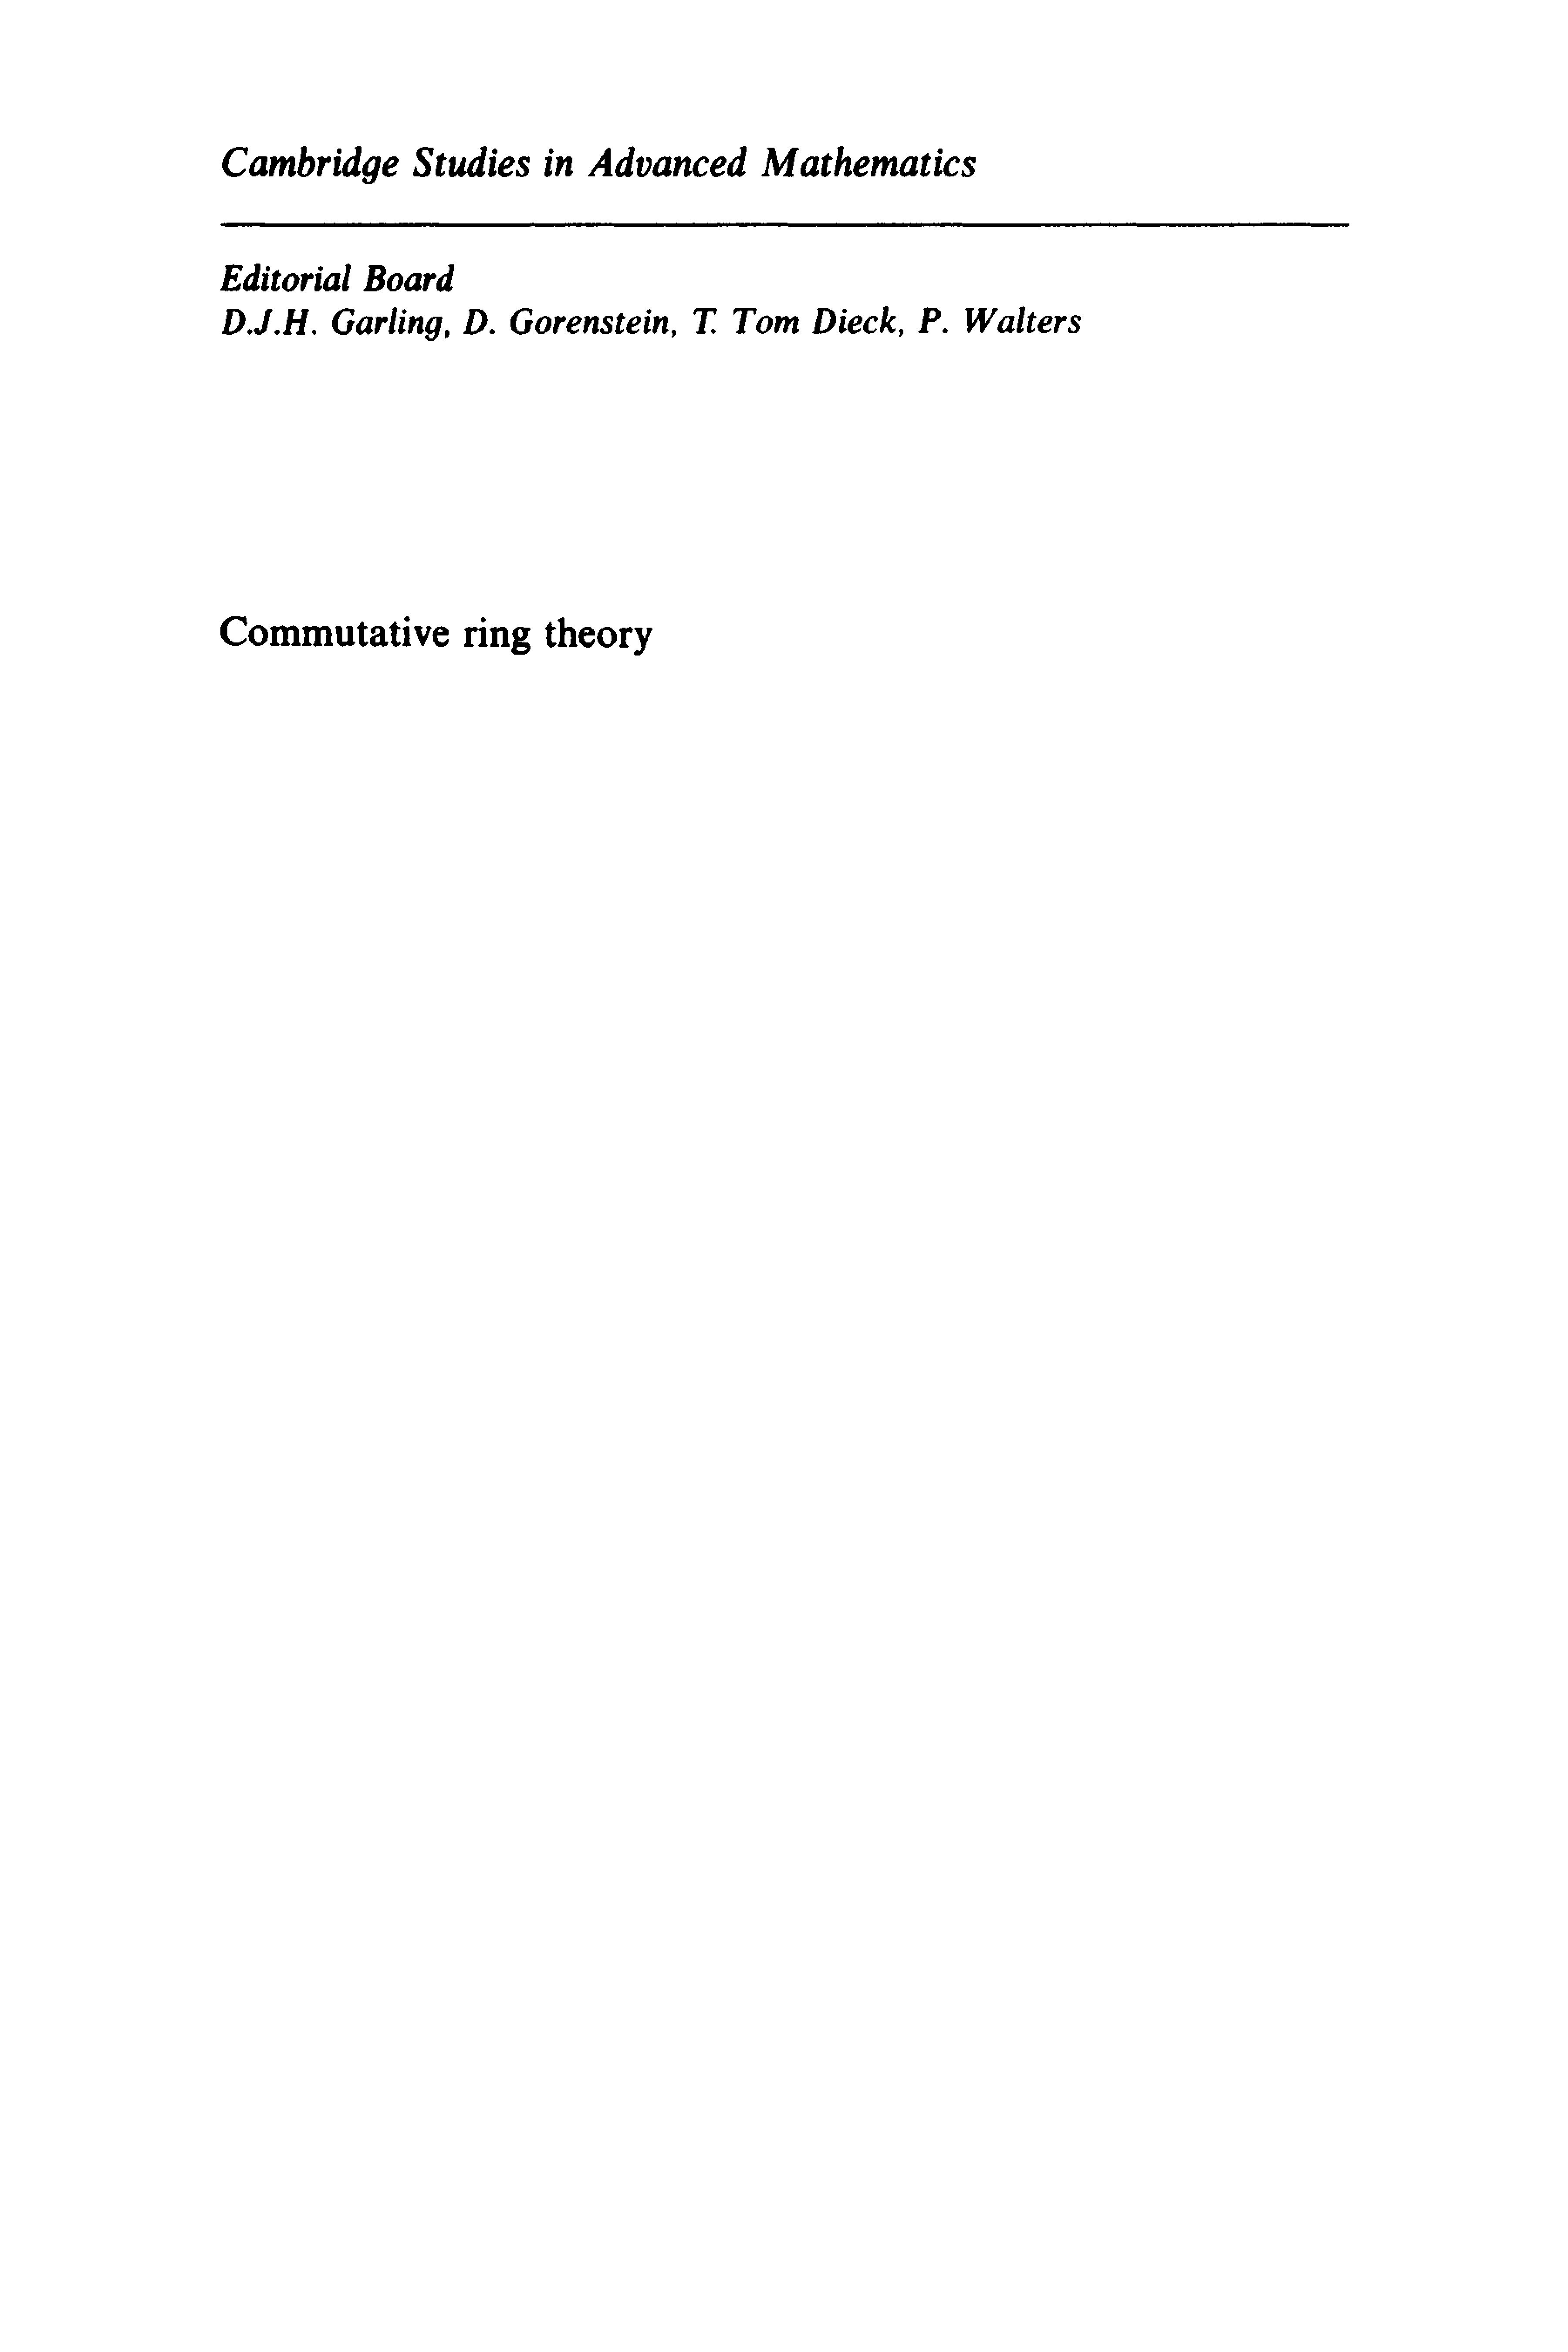 Cambridge Studies in Advanced Mathematics
Editorial Board
D.J.H. Garling, D. Gorenstein, T. Tom Dieck, P. Walters
Commutative ring theory